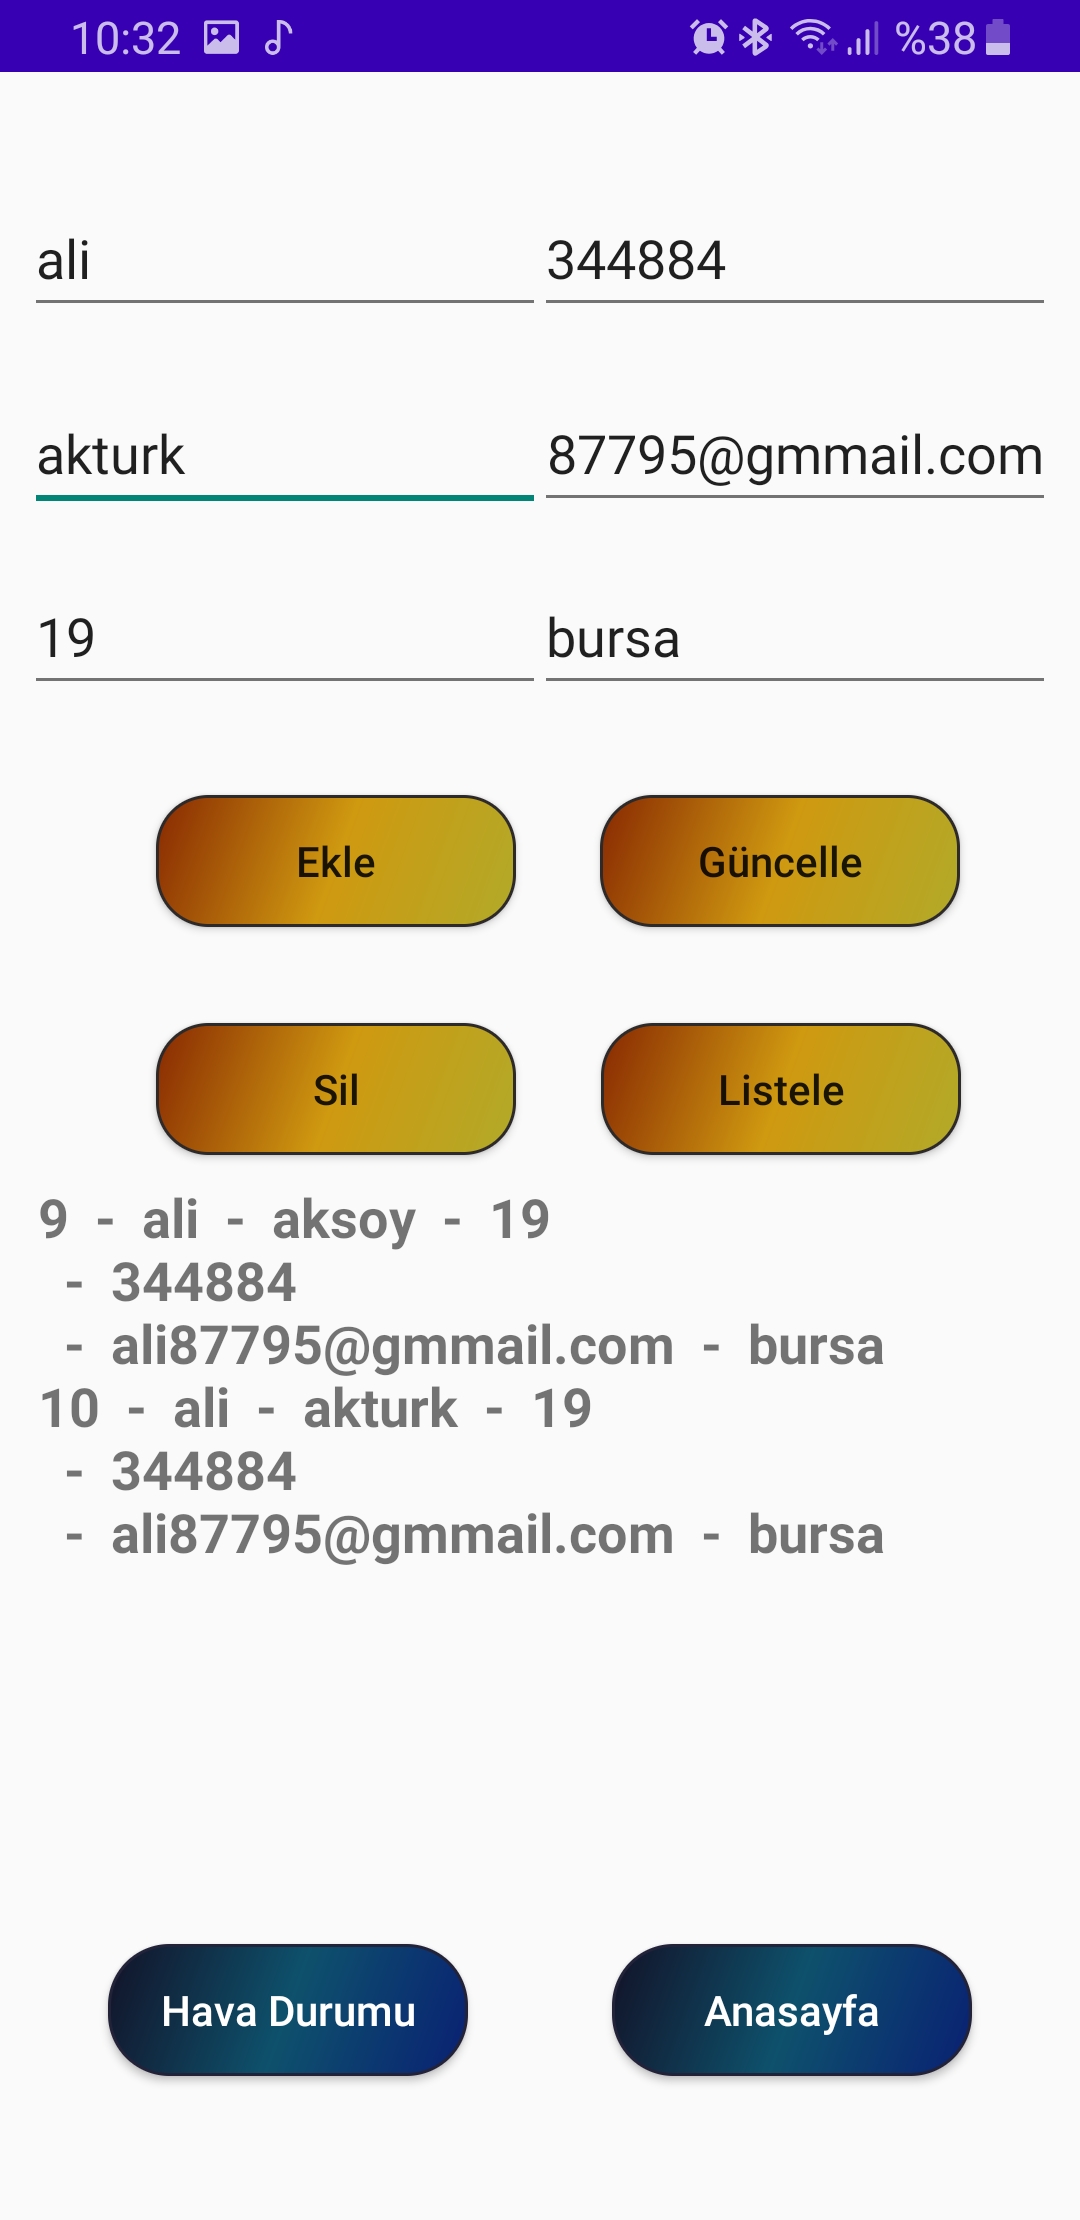 10:32 %38
ali 344884
akturk 87795@gmmail.com
19 bursa
Ekle Güncelle
Sil Listele
9 - ali - aksoy - 19
- 344884
- ali87795@gmmail.com - bursa
10 - ali - akturk - 19
- 344884
- ali87795@gmmail.com - bursa
Hava Durumu Anasayfa